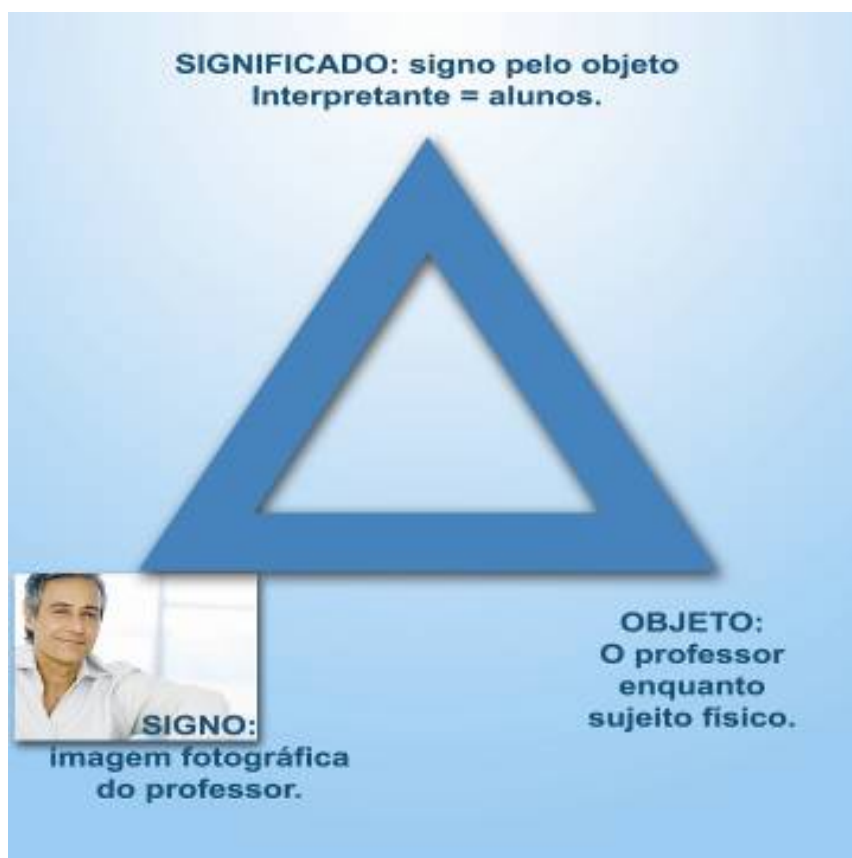 SIGNIFICADO: signo pelo objeto
Interpretante = alunos.
SIGNO:
imagem fotográfica
do professor.
OBJETO:
O professor
enquanto
sujeito físico.